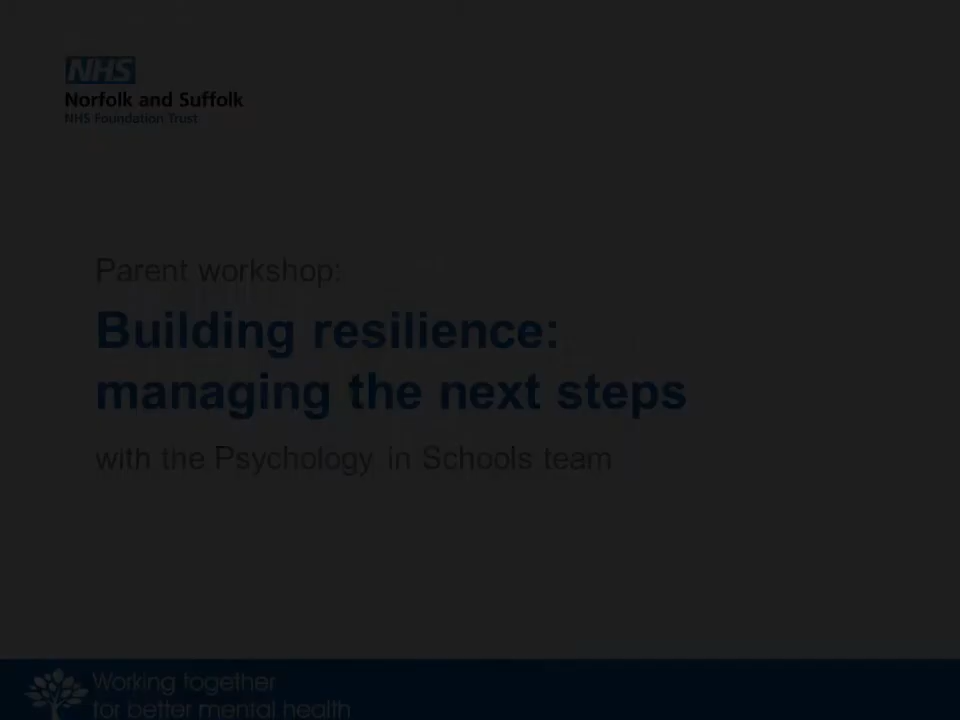 NHS
Norfolk and Suffolk
NHS Foundation Trust
Parent workshop:
Building resilience:
managing the next steps
with the Psychology in Schools team
Working together
for better mental health